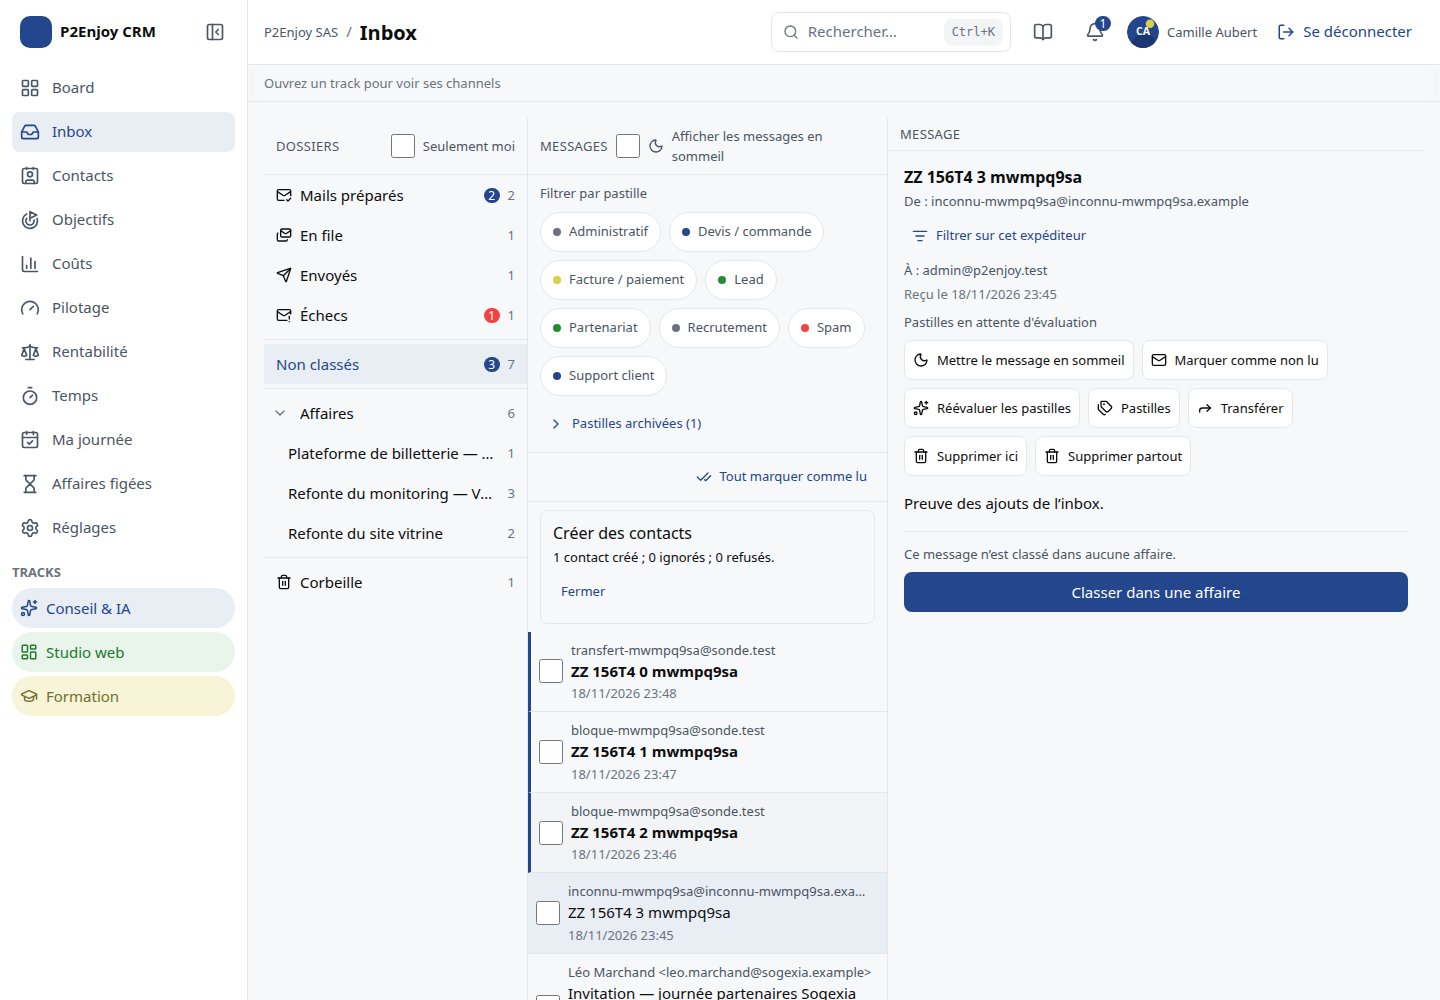 P2Enjoy CRM
P2Enjoy SAS / Inbox
Rechercher... Ctrl+K
1
CA
Camille Aubert
Se déconnecter
Ouvrez un track pour voir ses channels
Board
Inbox
Contacts
Objectifs
Coûts
Pilotage
Rentabilité
Temps
Ma journée
Affaires figées
Réglages
TRACKS
Conseil & IA
Studio web
Formation
DOSSIERS Seulement moi
Mails préparés 2 2
En file 1
Envoyés 1
Échecs 1 1
Non classés 3 7
Affaires 6
Plateforme de billetterie — ... 1
Refonte du monitoring — V... 3
Refonte du site vitrine 2
Corbeille 1
MESSAGES Afficher les messages en
sommeil
Filtrer par pastille
Administratif Devis / commande
Facture / paiement Lead
Partenariat Recrutement Spam
Support client
Pastilles archivées (1)
Tout marquer comme lu
Créer des contacts
1 contact créé ; 0 ignorés ; 0 refusés.
Fermer
transfert-mwmpq9sa@sonde.test
ZZ 156T4 0 mwmpq9sa
18/11/2026 23:48
bloque-mwmpq9sa@sonde.test
ZZ 156T4 1 mwmpq9sa
18/11/2026 23:47
bloque-mwmpq9sa@sonde.test
ZZ 156T4 2 mwmpq9sa
18/11/2026 23:46
inconnu-mwmpq9sa@inconnu-mwmpq9sa.exa...
ZZ 156T4 3 mwmpq9sa
18/11/2026 23:45
Léo Marchand <leo.marchand@sogexia.example>
Invitation — journée partenaires Sogexia
MESSAGE
ZZ 156T4 3 mwmpq9sa
De : inconnu-mwmpq9sa@inconnu-mwmpq9sa.example
Filtrer sur cet expéditeur
À : admin@p2enjoy.test
Reçu le 18/11/2026 23:45
Pastilles en attente d'évaluation
Mettre le message en sommeil Marquer comme non lu
Réévaluer les pastilles Pastilles Transférer
Supprimer ici Supprimer partout
Preuve des ajouts de l’inbox.
Ce message n’est classé dans aucune affaire.
Classer dans une affaire